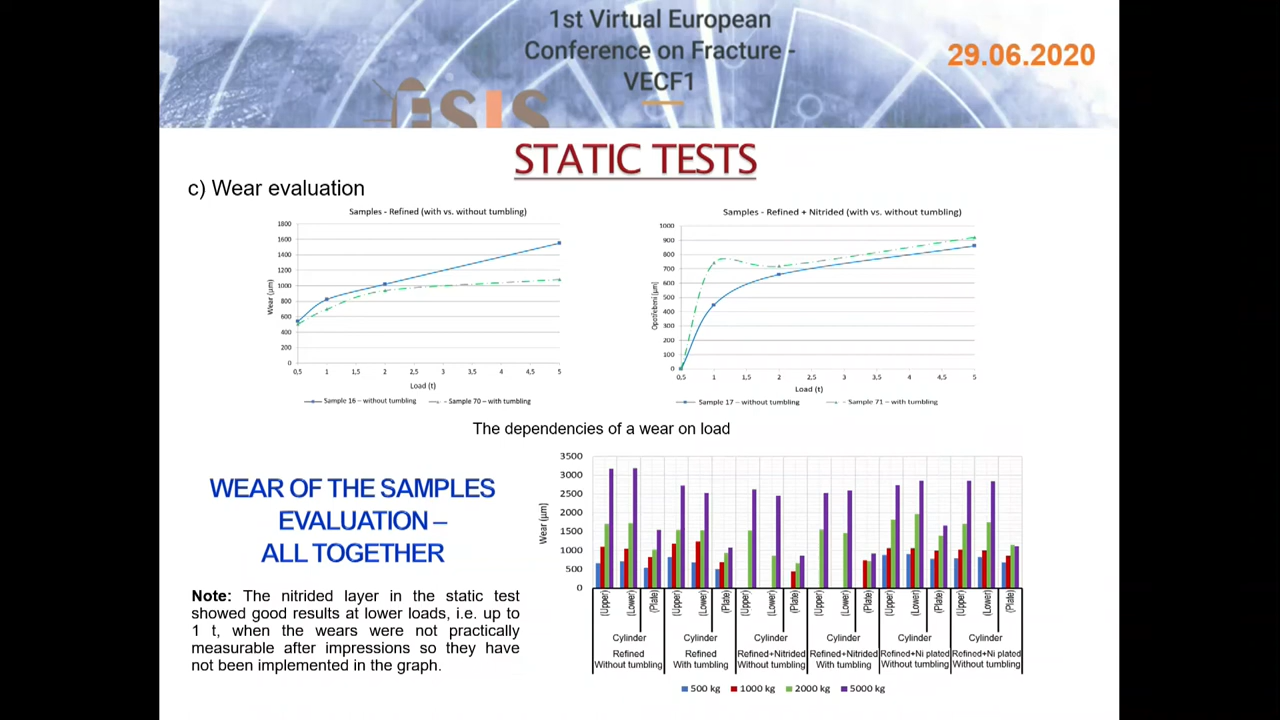 1st Virtual European
Conference on Fracture -
VECF1
29.06.2020
ESIS
STATIC TESTS
c) Wear evaluation
Samples - Refined (with vs. without tumbling)
1800
1600
1400
1200
1000
800
600
400
200
0
Wear (µm)
0,5 1 1,5 2 2,5 3 3,5 4 4,5 5
Load (t)
Sample 16 – without tumbling Sample 70 – with tumbling
Samples - Refined + Nitrided (with vs. without tumbling)
1000
900
800
700
600
500
400
300
200
100
0
Opotřebení [µm]
0,5 1 1,5 2 2,5 3 3,5 4 4,5 5
Load (t)
Sample 17 – without tumbling Sample 71 – with tumbling
The dependencies of a wear on load
WEAR OF THE SAMPLES
EVALUATION –
ALL TOGETHER
Note: The nitrided layer in the static test
showed good results at lower loads, i.e. up to
1 t, when the wears were not practically
measurable after impressions so they have
not been implemented in the graph.
3500
3000
2500
2000
1500
1000
500
0
Wear (µm)
(Upper) (Lower) (Plate) (Upper) (Lower) (Plate) (Upper) (Lower) (Plate) (Upper) (Lower) (Plate) (Upper) (Lower) (Plate) (Upper) (Lower) (Plate)
Cylinder Cylinder Cylinder Cylinder Cylinder Cylinder
Refined Refined Refined+Nitrided Refined+Nitrided Refined+Ni plated Refined+Ni plated
Without tumbling With tumbling Without tumbling With tumbling Without tumbling Without tumbling
500 kg 1000 kg 2000 kg 5000 kg